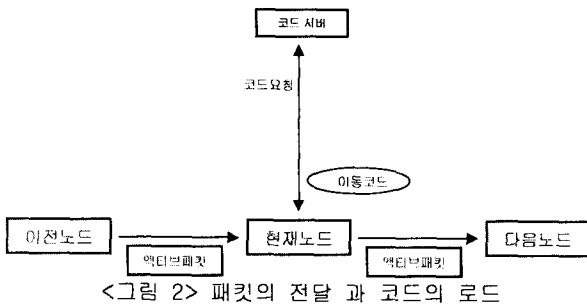 코드 서버
코드요청
이동코드
이전노드
현재노드
다음노드
액티브패킷
액티브패킷
<그림 2> 패킷의 전달 과 코드의 로드